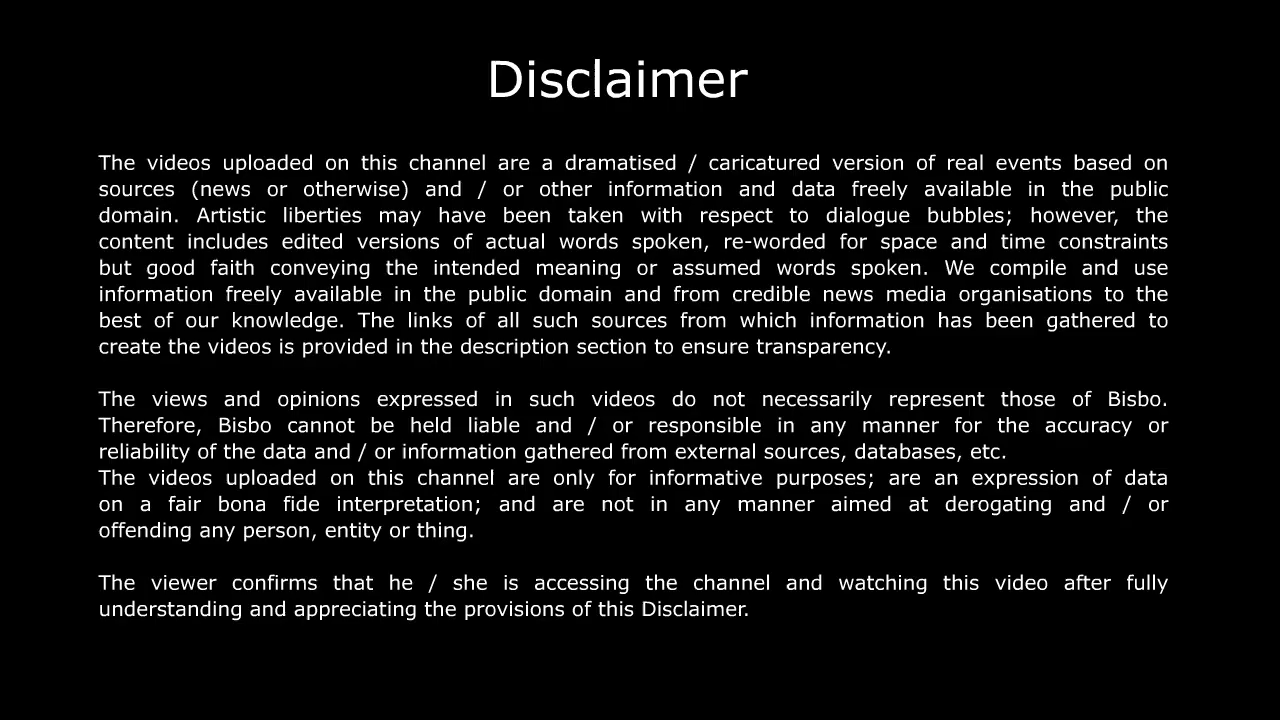 Disclaimer
The videos uploaded on this channel are a dramatised / caricatured version of real events based on
sources (news or otherwise) and / or other information and data freely available in the public
domain. Artistic liberties may have been taken with respect to dialogue bubbles; however, the
content includes edited versions of actual words spoken, re-worded for space and time constraints
but good faith conveying the intended meaning or assumed words spoken. We compile and use
information freely available in the public domain and from credible news media organisations to the
best of our knowledge. The links of all such sources from which information has been gathered to
create the videos is provided in the description section to ensure transparency.
The views and opinions expressed in such videos do not necessarily represent those of Bisbo.
Therefore, Bisbo cannot be held liable and / or responsible in any manner for the accuracy or
reliability of the data and / or information gathered from external sources, databases, etc.
The videos uploaded on this channel are only for informative purposes; are an expression of data
on a fair bona fide interpretation; and are not in any manner aimed at derogating and / or
offending any person, entity or thing.
The viewer confirms that he / she is accessing the channel and watching this video after fully
understanding and appreciating the provisions of this Disclaimer.